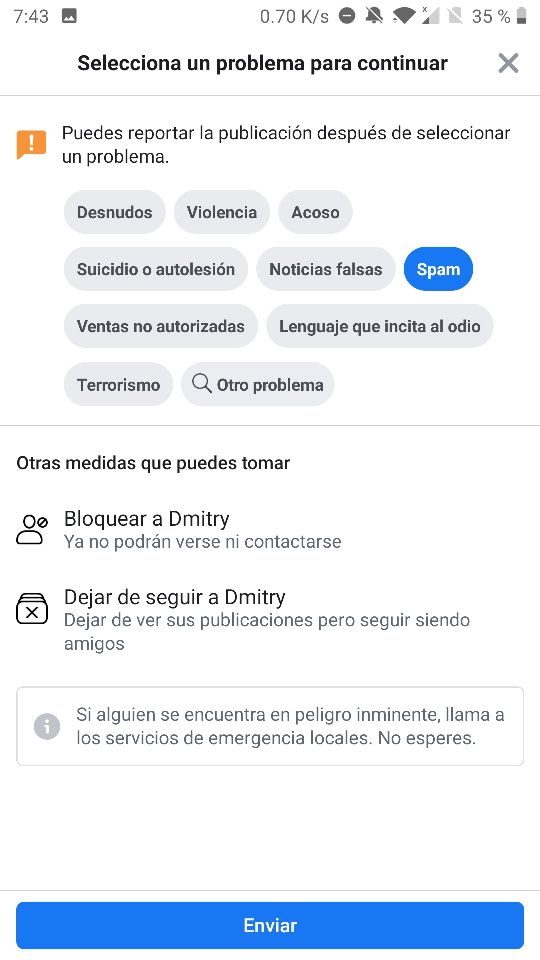 7:43 0.70 K/s 35 %
Selecciona un problema para continuar
Puedes reportar la publicación después de seleccionar
un problema.
Desnudos Violencia Acoso
Suicidio o autolesión Noticias falsas Spam
Ventas no autorizadas Lenguaje que incita al odio
Terrorismo Otro problema
Otras medidas que puedes tomar
Bloquear a Dmitry
Ya no podrán verse ni contactarse
Dejar de seguir a Dmitry
Dejar de ver sus publicaciones pero seguir siendo
amigos
Si alguien se encuentra en peligro inminente, llama a
los servicios de emergencia locales. No esperes.
Enviar